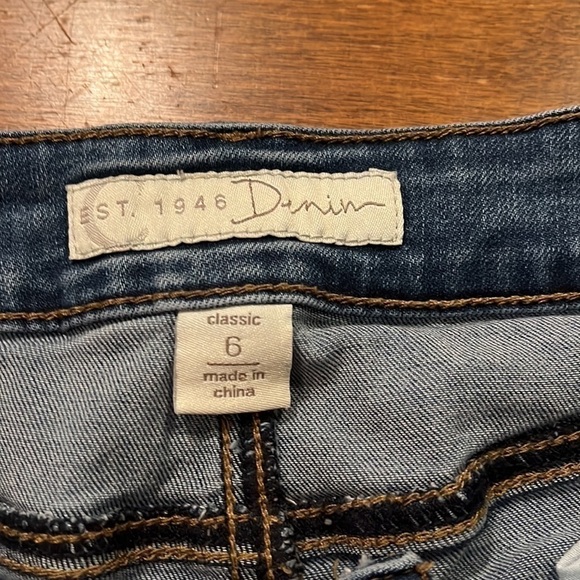 EST. 1946 Denim
classic
6
made in
china